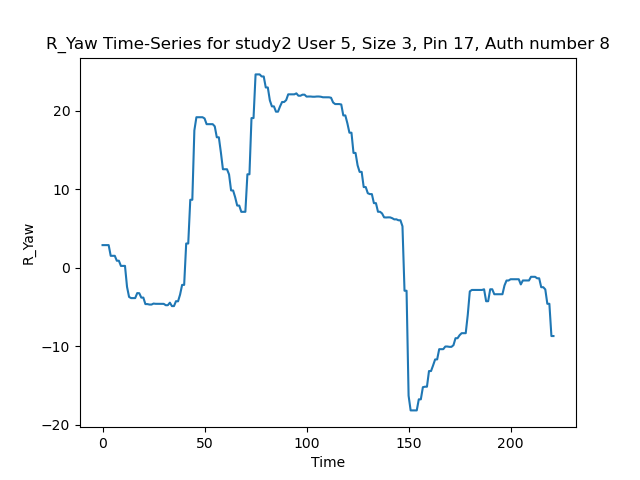 R_Yaw Time-Series for study2 User 5, Size 3, Pin 17, Auth number 8
20
10
0
−10
−20
R_Yaw
0 50 100 150 200
Time